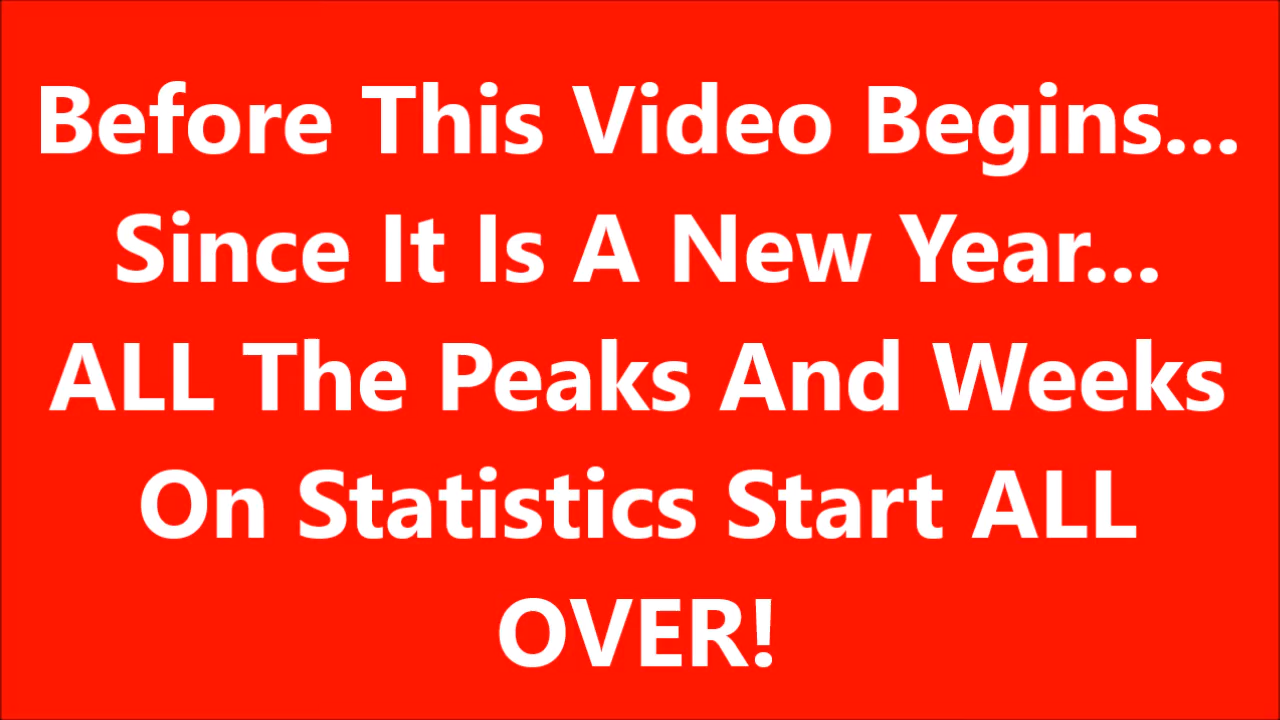 Before This Video Begins...
Since It Is A New Year...
ALL The Peaks And Weeks
On Statistics Start ALL
OVER!